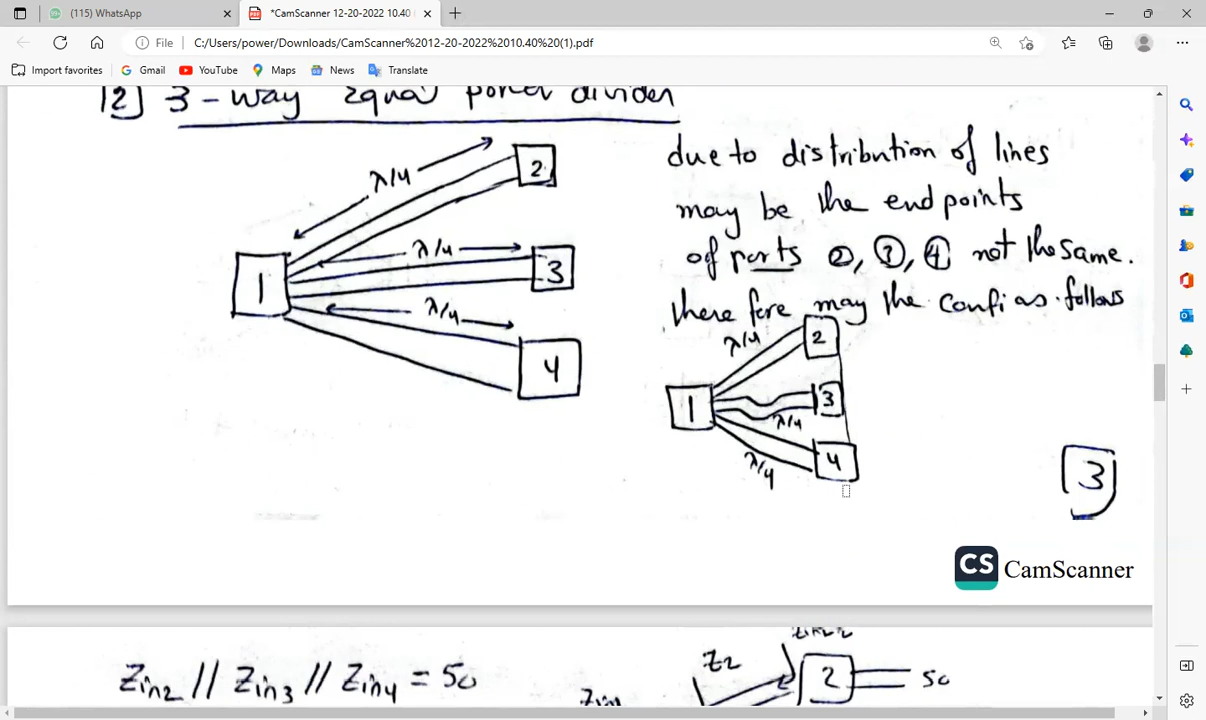 (115) WhatsApp
*CamScanner 12-20-2022 10.40
File
C:/Users/power/Downloads/CamScanner%2012-20-2022%2010.40%20(1).pdf
Import favorites
Gmail
YouTube
Maps
News
Translate
[2] 3-way Equal power divider
λ/4
2
1
λ/4
3
λ/4
4
due to distribution of lines
may be the end points
of ports ②, ③, ④ not the same.
there fore may the confi as follows
λ/4
2
1
3
λ/4
4
λ/4
3
CS CamScanner
Zin2 // Zin3 // Zin4 = 50
Z2
2
50